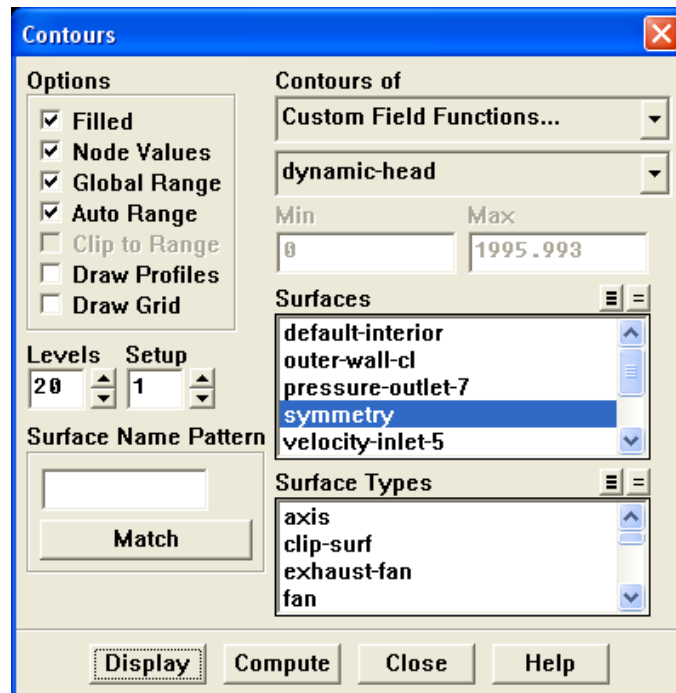 Contours
Options
Filled
Node Values
Global Range
Auto Range
Clip to Range
Draw Profiles
Draw Grid
Levels Setup
20 1
Surface Name Pattern
Match
Contours of
Custom Field Functions...
dynamic-head
Min Max
0 1995.993
Surfaces
default-interior
outer-wall-cl
pressure-outlet-7
symmetry
velocity-inlet-5
Surface Types
axis
clip-surf
exhaust-fan
fan
Display Compute Close Help